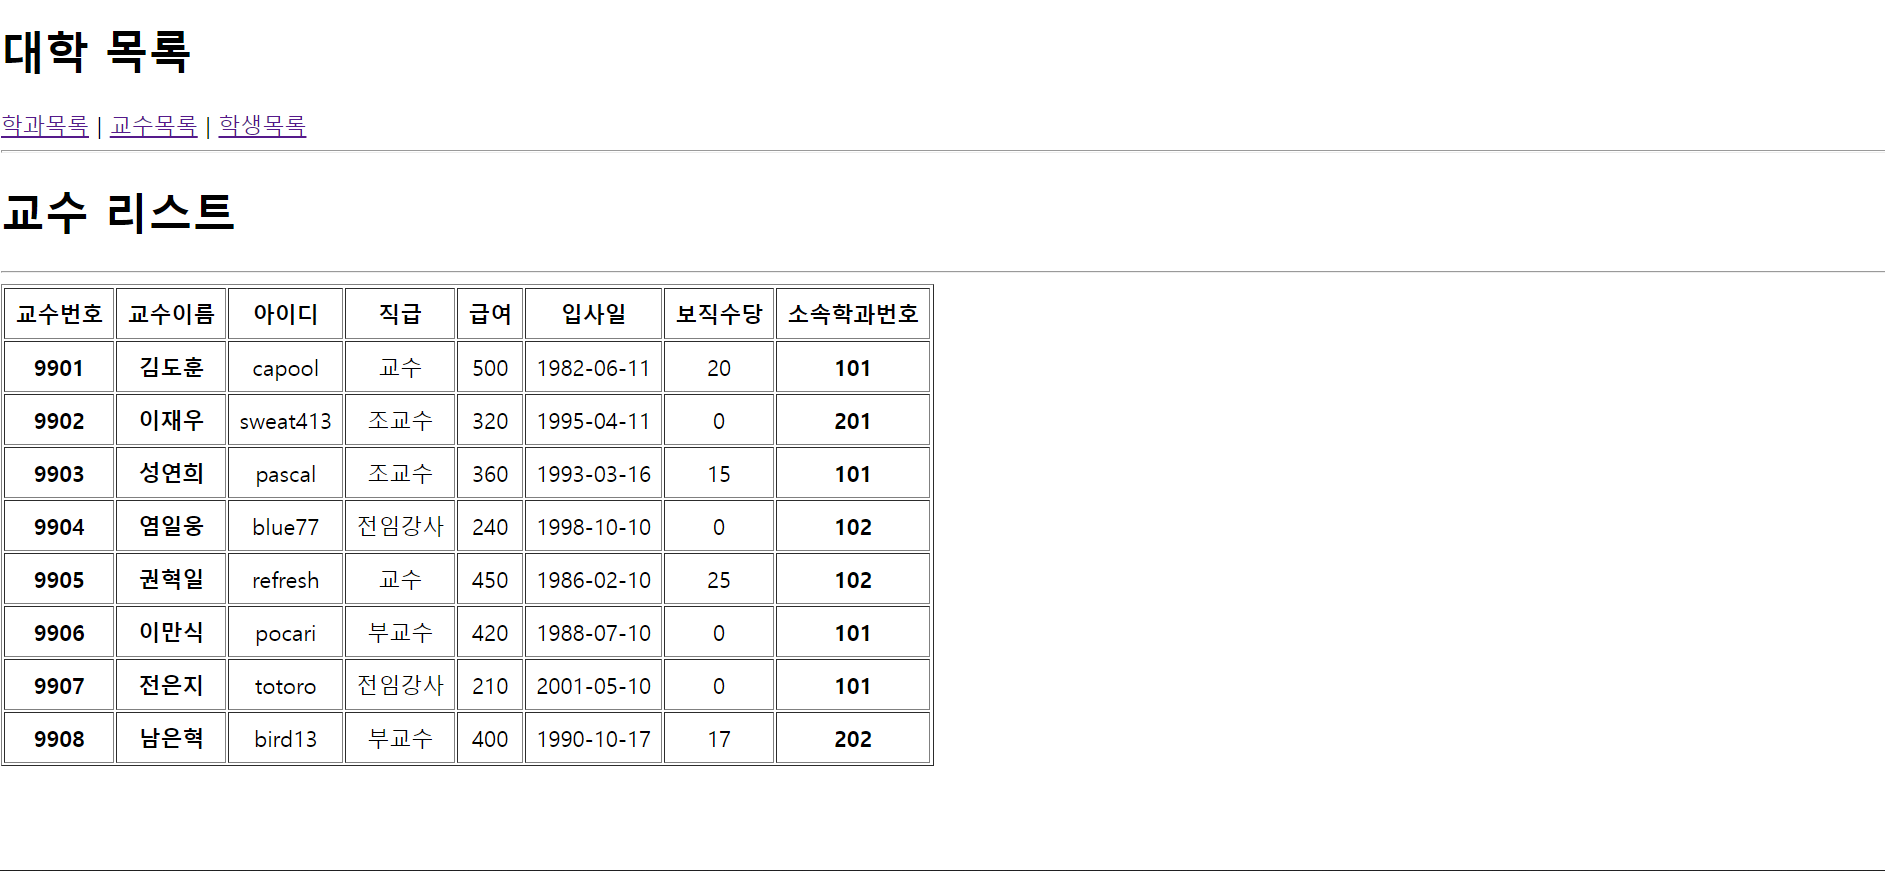 대학 목록
학과목록 | 교수목록 | 학생목록
교수 리스트
교수번호 교수이름 아이디 직급 급여 입사일 보직수당 소속학과번호
9901 김도훈 capool 교수 500 1982-06-11 20 101
9902 이재우 sweat413 조교수 320 1995-04-11 0 201
9903 성연희 pascal 조교수 360 1993-03-16 15 101
9904 염일웅 blue77 전임강사 240 1998-10-10 0 102
9905 권혁일 refresh 교수 450 1986-02-10 25 102
9906 이만식 pocari 부교수 420 1988-07-10 0 101
9907 전은지 totoro 전임강사 210 2001-05-10 0 101
9908 남은혁 bird13 부교수 400 1990-10-17 17 202